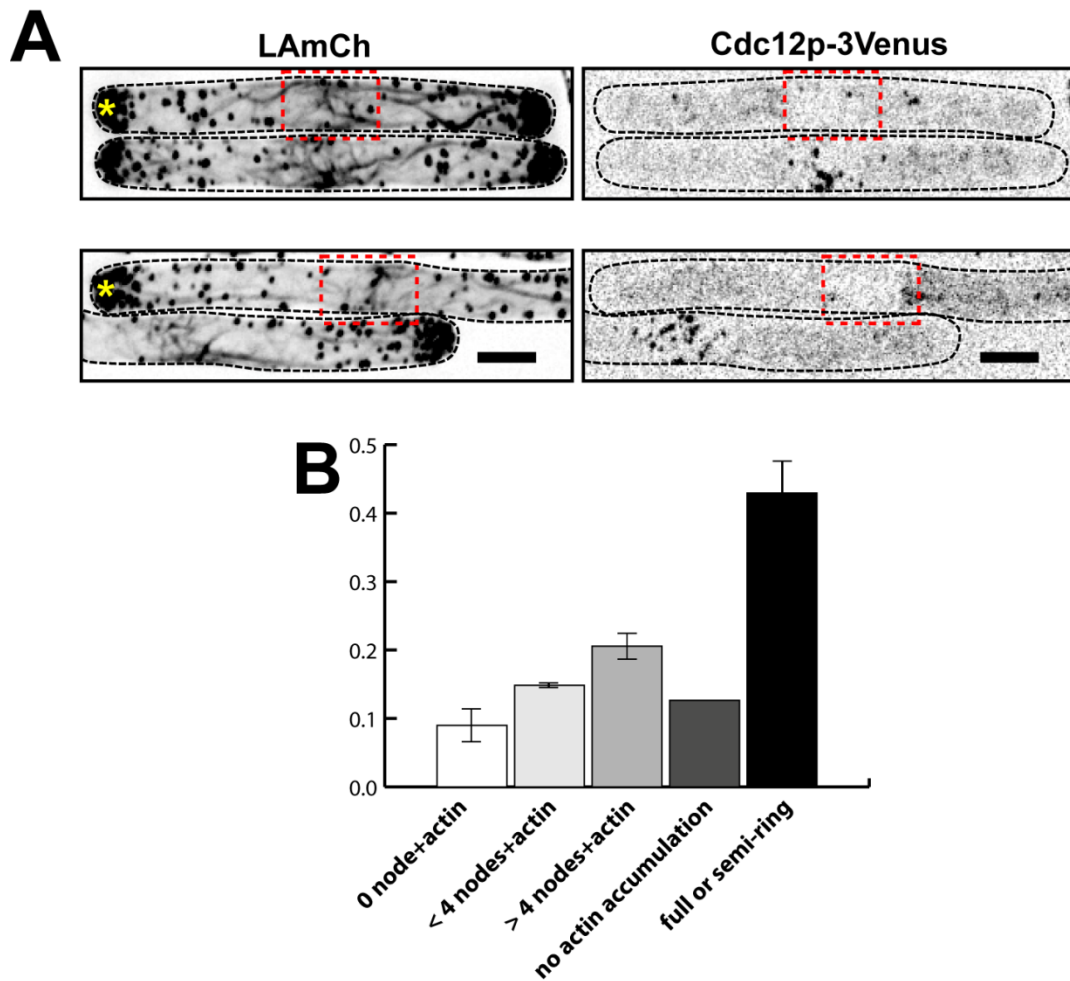 A
LAmCh
Cdc12p-3Venus
*
*
B
0.5
0.4
0.3
0.2
0.1
0.0
0 node+actin
< 4 nodes+actin
> 4 nodes+actin
no actin accumulation
full or semi-ring